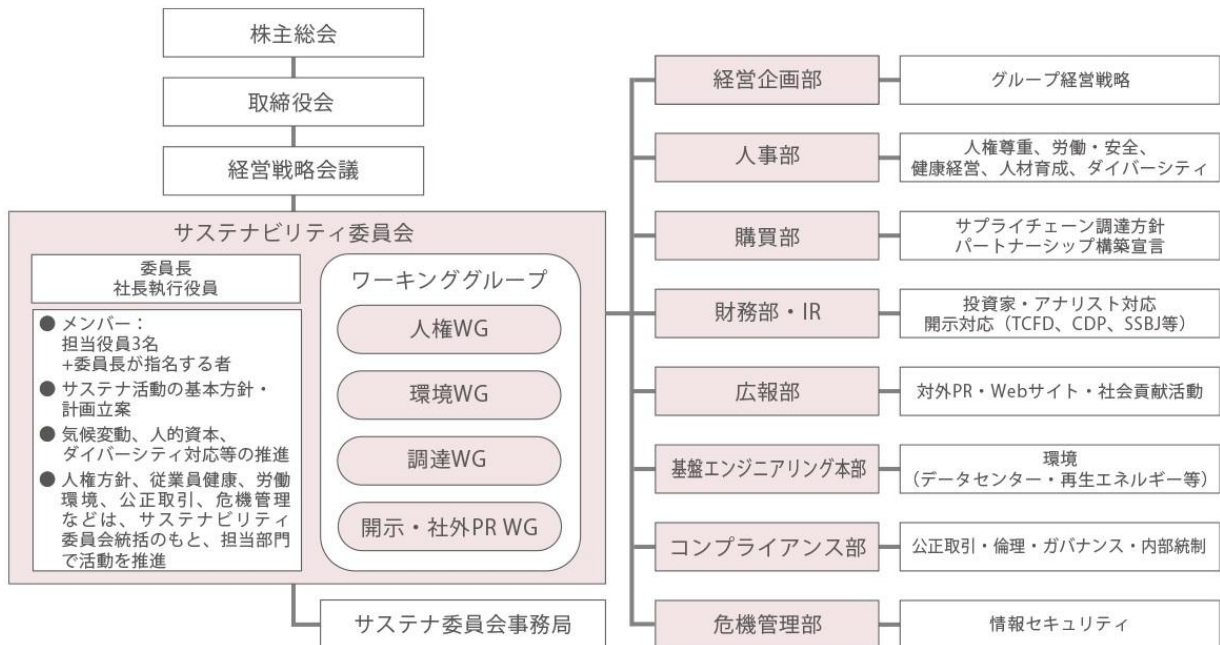 株主総会
取締役会
経営戦略会議
サステナビリティ委員会
委員長
社長執行役員
● メンバー：
担当役員3名
+委員長が指名する者
● サステナ活動の基本方針・
計画立案
● 気候変動、人的資本、
ダイバーシティ対応等の推進
● 人権方針、従業員健康、労働
環境、公正取引、危機管理
などは、サステナビリティ
委員会統括のもと、担当部門
で活動を推進
ワーキンググループ
人権WG
環境WG
調達WG
開示・社外PR WG
サステナ委員会事務局
経営企画部
グループ経営戦略
人事部
人権尊重、労働・安全、
健康経営、人材育成、ダイバーシティ
購買部
サプライチェーン調達方針
パートナーシップ構築宣言
財務部・IR
投資家・アナリスト対応
開示対応（TCFD、CDP、SSBJ等）
広報部
対外PR・Webサイト・社会貢献活動
基盤エンジニアリング本部
環境
（データセンター・再生エネルギー等）
コンプライアンス部
公正取引・倫理・ガバナンス・内部統制
危機管理部
情報セキュリティ